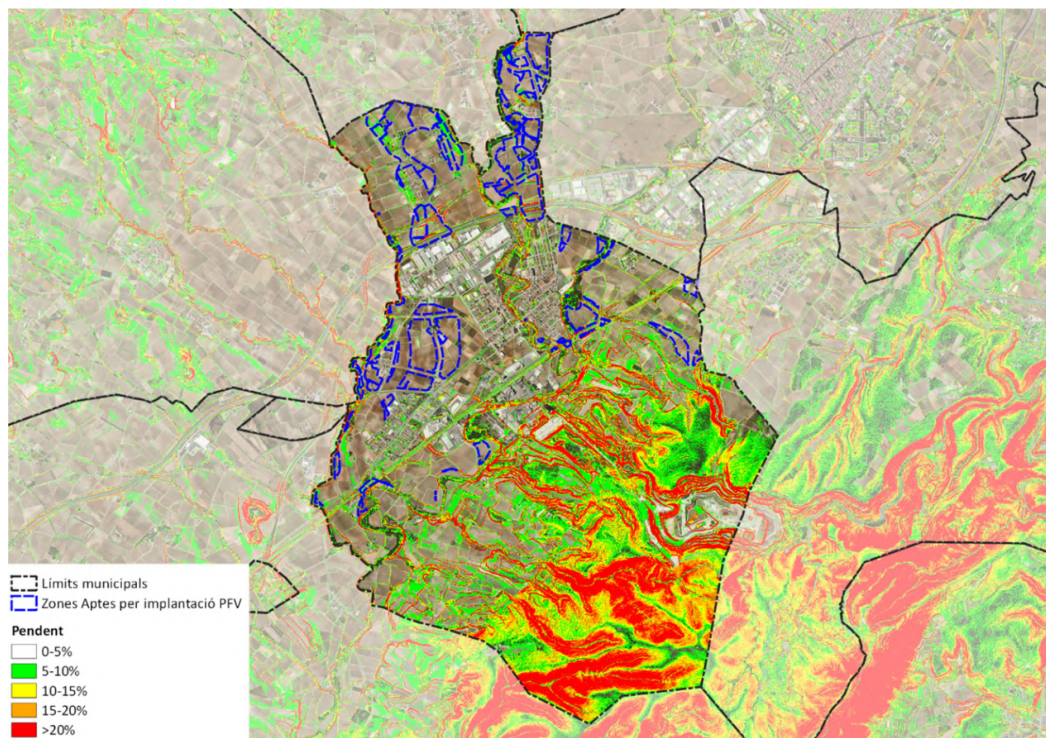 Límits municipals
Zones Aptes per implantació PFV
Pendent
0-5%
5-10%
10-15%
15-20%
>20%